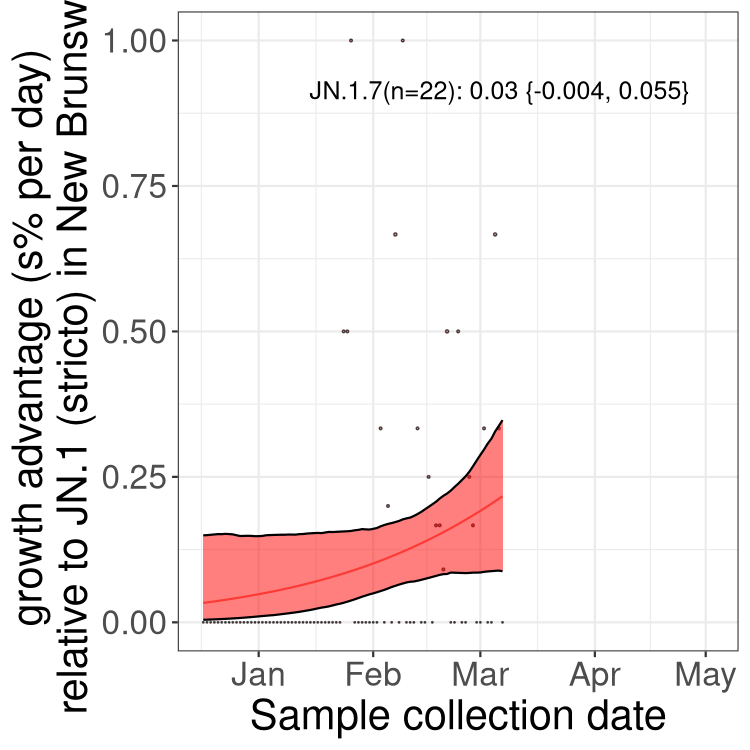 growth advantage (s% per day)
relative to JN.1 (stricto) in New Brunsw
1.00
0.75
0.50
0.25
0.00
JN.1.7(n=22): 0.03 {-0.004, 0.055}
Jan Feb Mar Apr May
Sample collection date